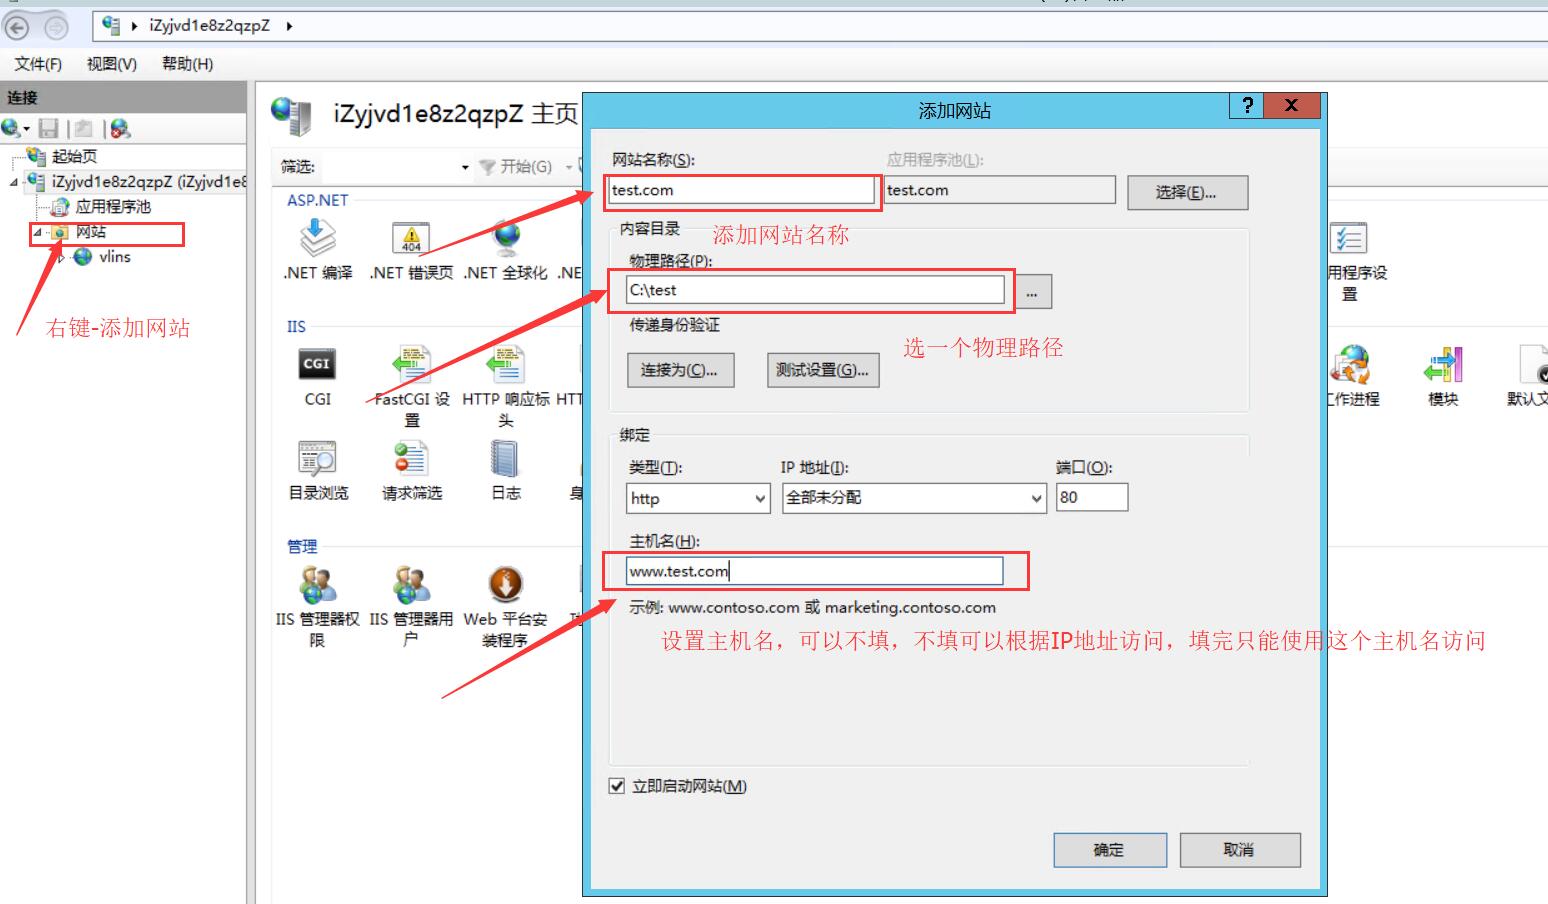 iZyjvd1e8z2qzpZ
文件(F) 视图(V) 帮助(H)
连接
起始页
iZyjvd1e8z2qzpZ (iZyjvd1e8
应用程序池
网站
vlins
右键-添加网站
iZyjvd1e8z2qzpZ 主页
筛选: 开始(G)
ASP.NET
.NET 编译
.NET 错误页
404
.NET 全球化
.NE
IIS
CGI
CGI
FastCGI 设置
HTTP 响应标头
HTT
目录浏览
请求筛选
日志
管理
IIS 管理器权限
IIS 管理器用户
Web 平台安装程序
用程序设置
工作进程
模块
默认文
添加网站
? X
网站名称(S): 应用程序池(L):
test.com test.com 选择(E)...
添加网站名称
内容目录
物理路径(P):
C:\test ...
传递身份验证
选一个物理路径
连接为(C)... 测试设置(G)...
绑定
类型(T): IP 地址(I): 端口(O):
http 全部未分配 80
主机名(H):
www.test.com
示例: www.contoso.com 或 marketing.contoso.com
设置主机名，可以不填，不填可以根据IP地址访问，填完只能使用这个主机名访问
立即启动网站(M)
确定 取消